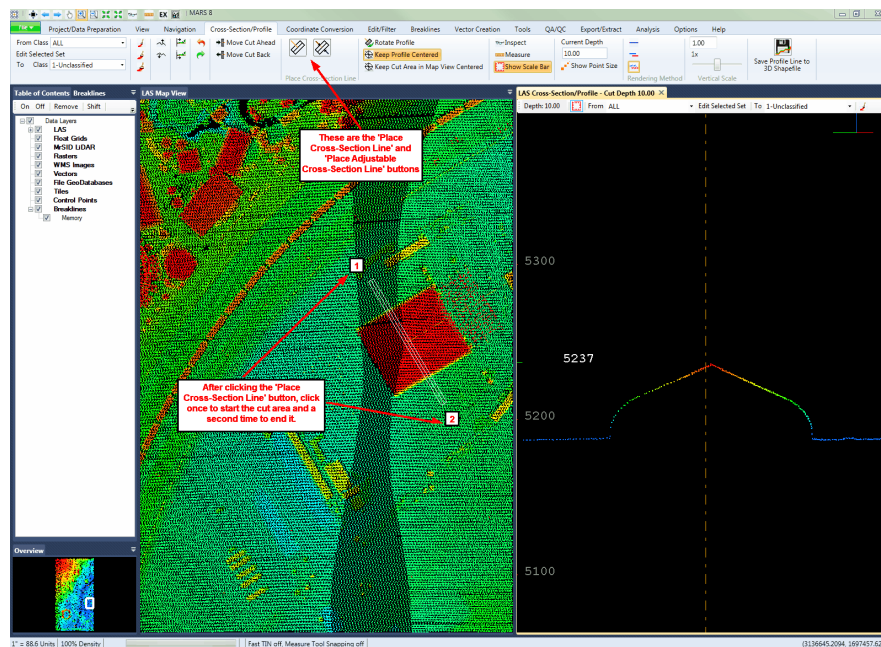 EX MARS 8
File Project/Data Preparation View Navigation Cross-Section/Profile Coordinate Conversion Edit/Filter Breaklines Vector Creation Tools QA/QC Export/Extract Analysis Options Help
From Class ALL
Edit Selected Set
To Class 1-Unclassified
Move Cut Ahead
Move Cut Back
Place Cross-Section Line
Rotate Profile
Keep Profile Centered
Keep Cut Area in Map View Centered
Inspect
Measure
Show Scale Bar
Current Depth
10.00
Show Point Size
Rendering Method
1.00
1x
Vertical Scale
Save Profile Line to
3D Shapefile
Table of Contents Breaklines
On Off Remove Shift
Data Layers
LAS
Float Grids
MrSID LiDAR
Rasters
WMS Images
Vectors
File GeoDatabases
Tiles
Control Points
Breaklines
Memory
Overview
LAS Map View
These are the 'Place
Cross-Section Line' and
'Place Adjustable
Cross-Section Line' buttons
1
After clicking the 'Place
Cross-Section Line' button, click
once to start the cut area and a
second time to end it.
2
LAS Cross-Section/Profile - Cut Depth 10.00
Depth: 10.00 From ALL Edit Selected Set To 1-Unclassified
5300
5237
5200
5100
1" = 88.6 Units 100% Density Fast TIN off, Measure Tool Snapping off (3136645.2094, 1697457.62